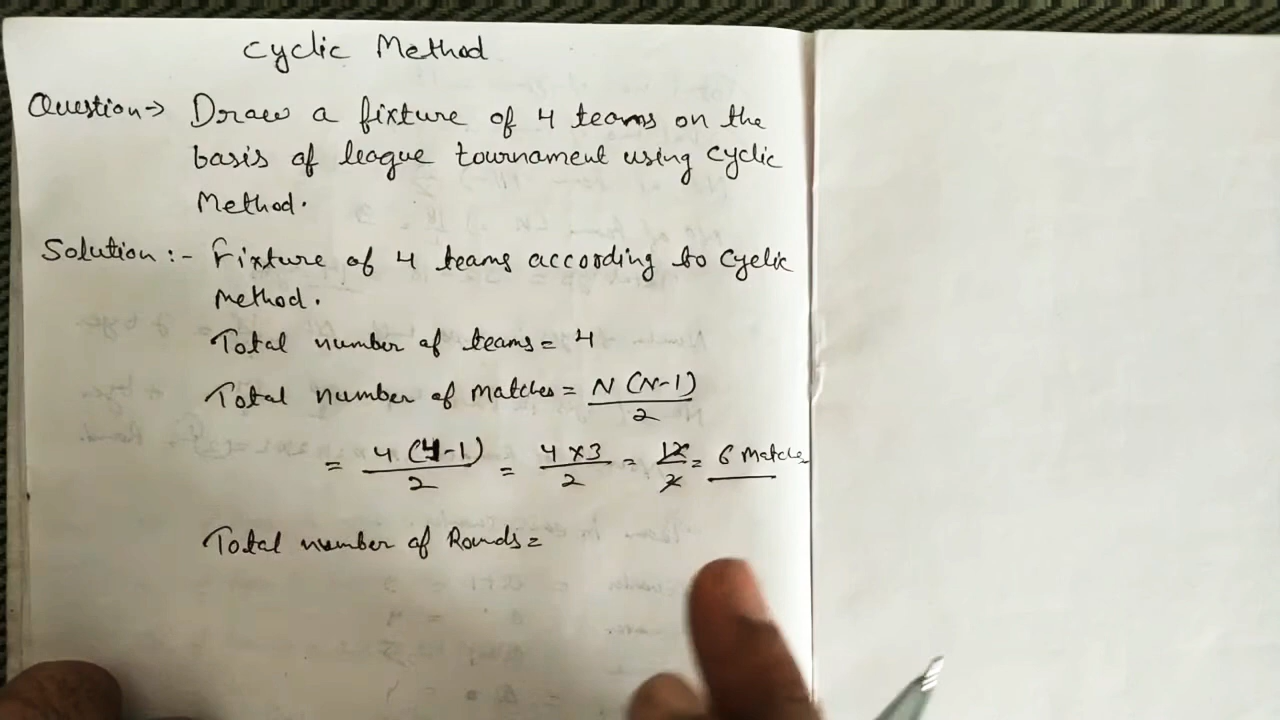 Cyclic Method
Question → Draw a fixture of 4 teams on the
basis of league tournament using cyclic
Method.
Solution :- Fixture of 4 teams according to cyclic
method.
Total number of teams = 4
Total number of matches = N (N-1) / 2
= 4 (4-1) / 2 = 4 x 3 / 2 = 12 / 2 = 6 Matches
Total number of Rounds =